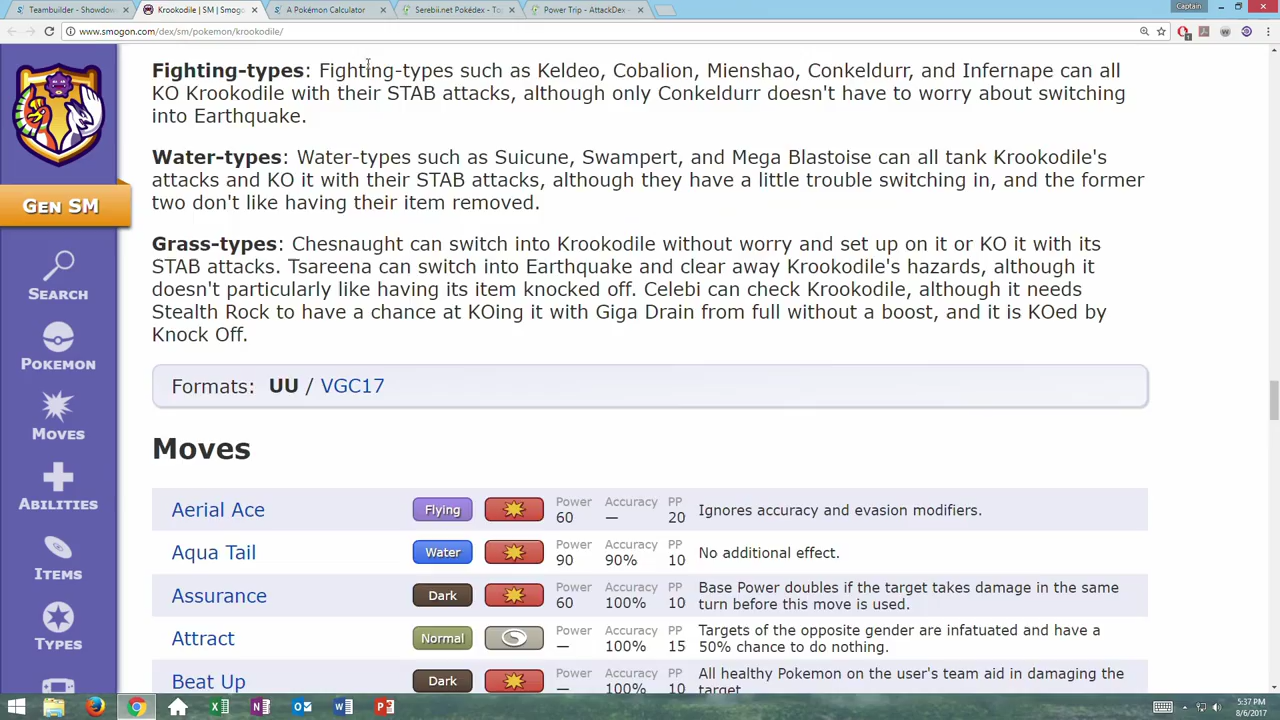 Teambuilder - Showdow
Krookodile | SM | Smogo
A Pokémon Calculator
Serebii.net Pokédex - To
Power Trip - AttackDex -
Captain
www.smogon.com/dex/sm/pokemon/krookodile/
Fighting-types: Fighting-types such as Keldeo, Cobalion, Mienshao, Conkeldurr, and Infernape can all
KO Krookodile with their STAB attacks, although only Conkeldurr doesn't have to worry about switching
into Earthquake.
Water-types: Water-types such as Suicune, Swampert, and Mega Blastoise can all tank Krookodile's
attacks and KO it with their STAB attacks, although they have a little trouble switching in, and the former
two don't like having their item removed.
Grass-types: Chesnaught can switch into Krookodile without worry and set up on it or KO it with its
STAB attacks. Tsareena can switch into Earthquake and clear away Krookodile's hazards, although it
doesn't particularly like having its item knocked off. Celebi can check Krookodile, although it needs
Stealth Rock to have a chance at KOing it with Giga Drain from full without a boost, and it is KOed by
Knock Off.
GEN SM
SEARCH
POKEMON
MOVES
ABILITIES
ITEMS
TYPES
Formats: UU / VGC17
Moves
Aerial Ace Flying Power 60 Accuracy — PP 20 Ignores accuracy and evasion modifiers.
Aqua Tail Water Power 90 Accuracy 90% PP 10 No additional effect.
Assurance Dark Power 60 Accuracy 100% PP 10 Base Power doubles if the target takes damage in the same
turn before this move is used.
Attract Normal Power — Accuracy 100% PP 15 Targets of the opposite gender are infatuated and have a
50% chance to do nothing.
Beat Up Dark Power — Accuracy 100% PP 10 All healthy Pokemon on the user's team aid in damaging the
target.
5:37 PM
8/6/2017